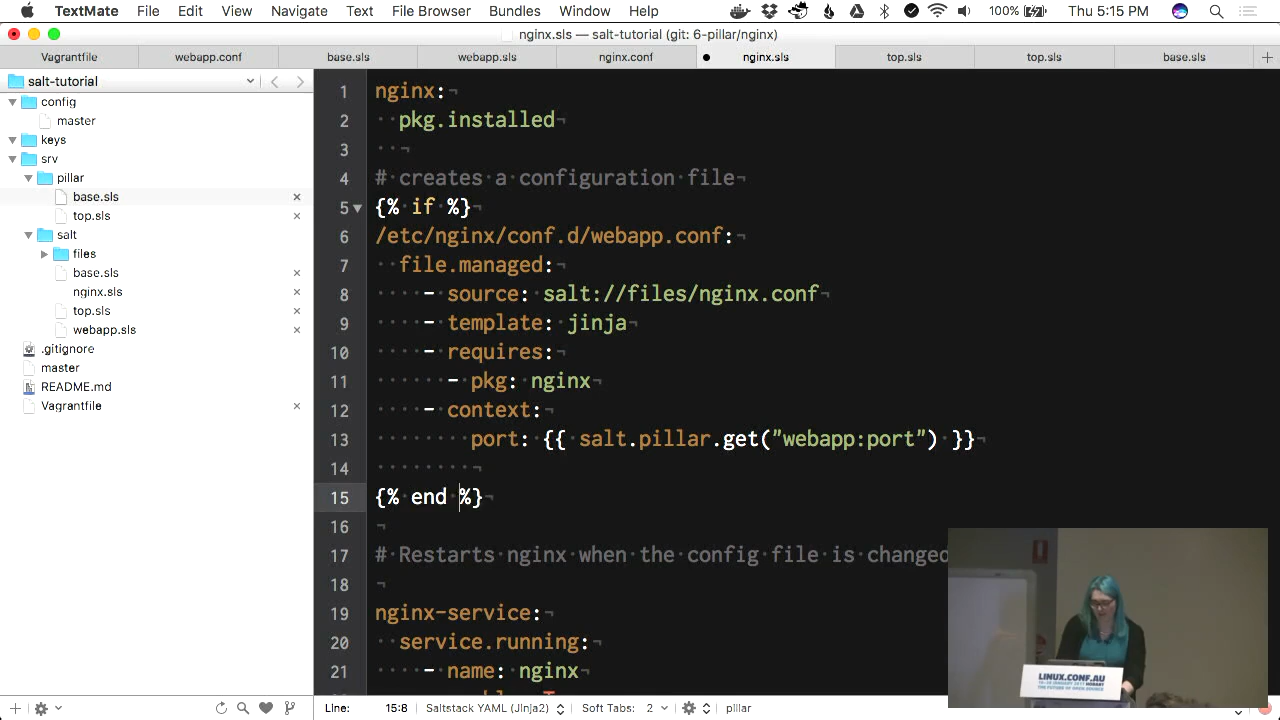 TextMate File Edit View Navigate Text File Browser Bundles Window Help 100% Thu 5:15 PM
nginx.sls — salt-tutorial (git: 6-pillar/nginx)
Vagrantfile webapp.conf base.sls webapp.sls nginx.conf nginx.sls top.sls top.sls base.sls
salt-tutorial
config
master
keys
srv
pillar
base.sls
top.sls
salt
files
base.sls
nginx.sls
top.sls
webapp.sls
.gitignore
master
README.md
Vagrantfile
1 nginx:
2 pkg.installed
3
4 # creates a configuration file
5 {% if %}
6 /etc/nginx/conf.d/webapp.conf:
7 file.managed:
8 - source: salt://files/nginx.conf
9 - template: jinja
10 - requires:
11 - pkg: nginx
12 - context:
13 port: {{ salt.pillar.get("webapp:port") }}
14
15 {% end %}
16
17 # Restarts nginx when the config file is changed
18
19 nginx-service:
20 service.running:
21 - name: nginx
LINUX.CONF.AU
THE FUTURE OF OPEN SOURCE
Line: 15:8 Saltstack YAML (Jinja2) Soft Tabs: 2 pillar